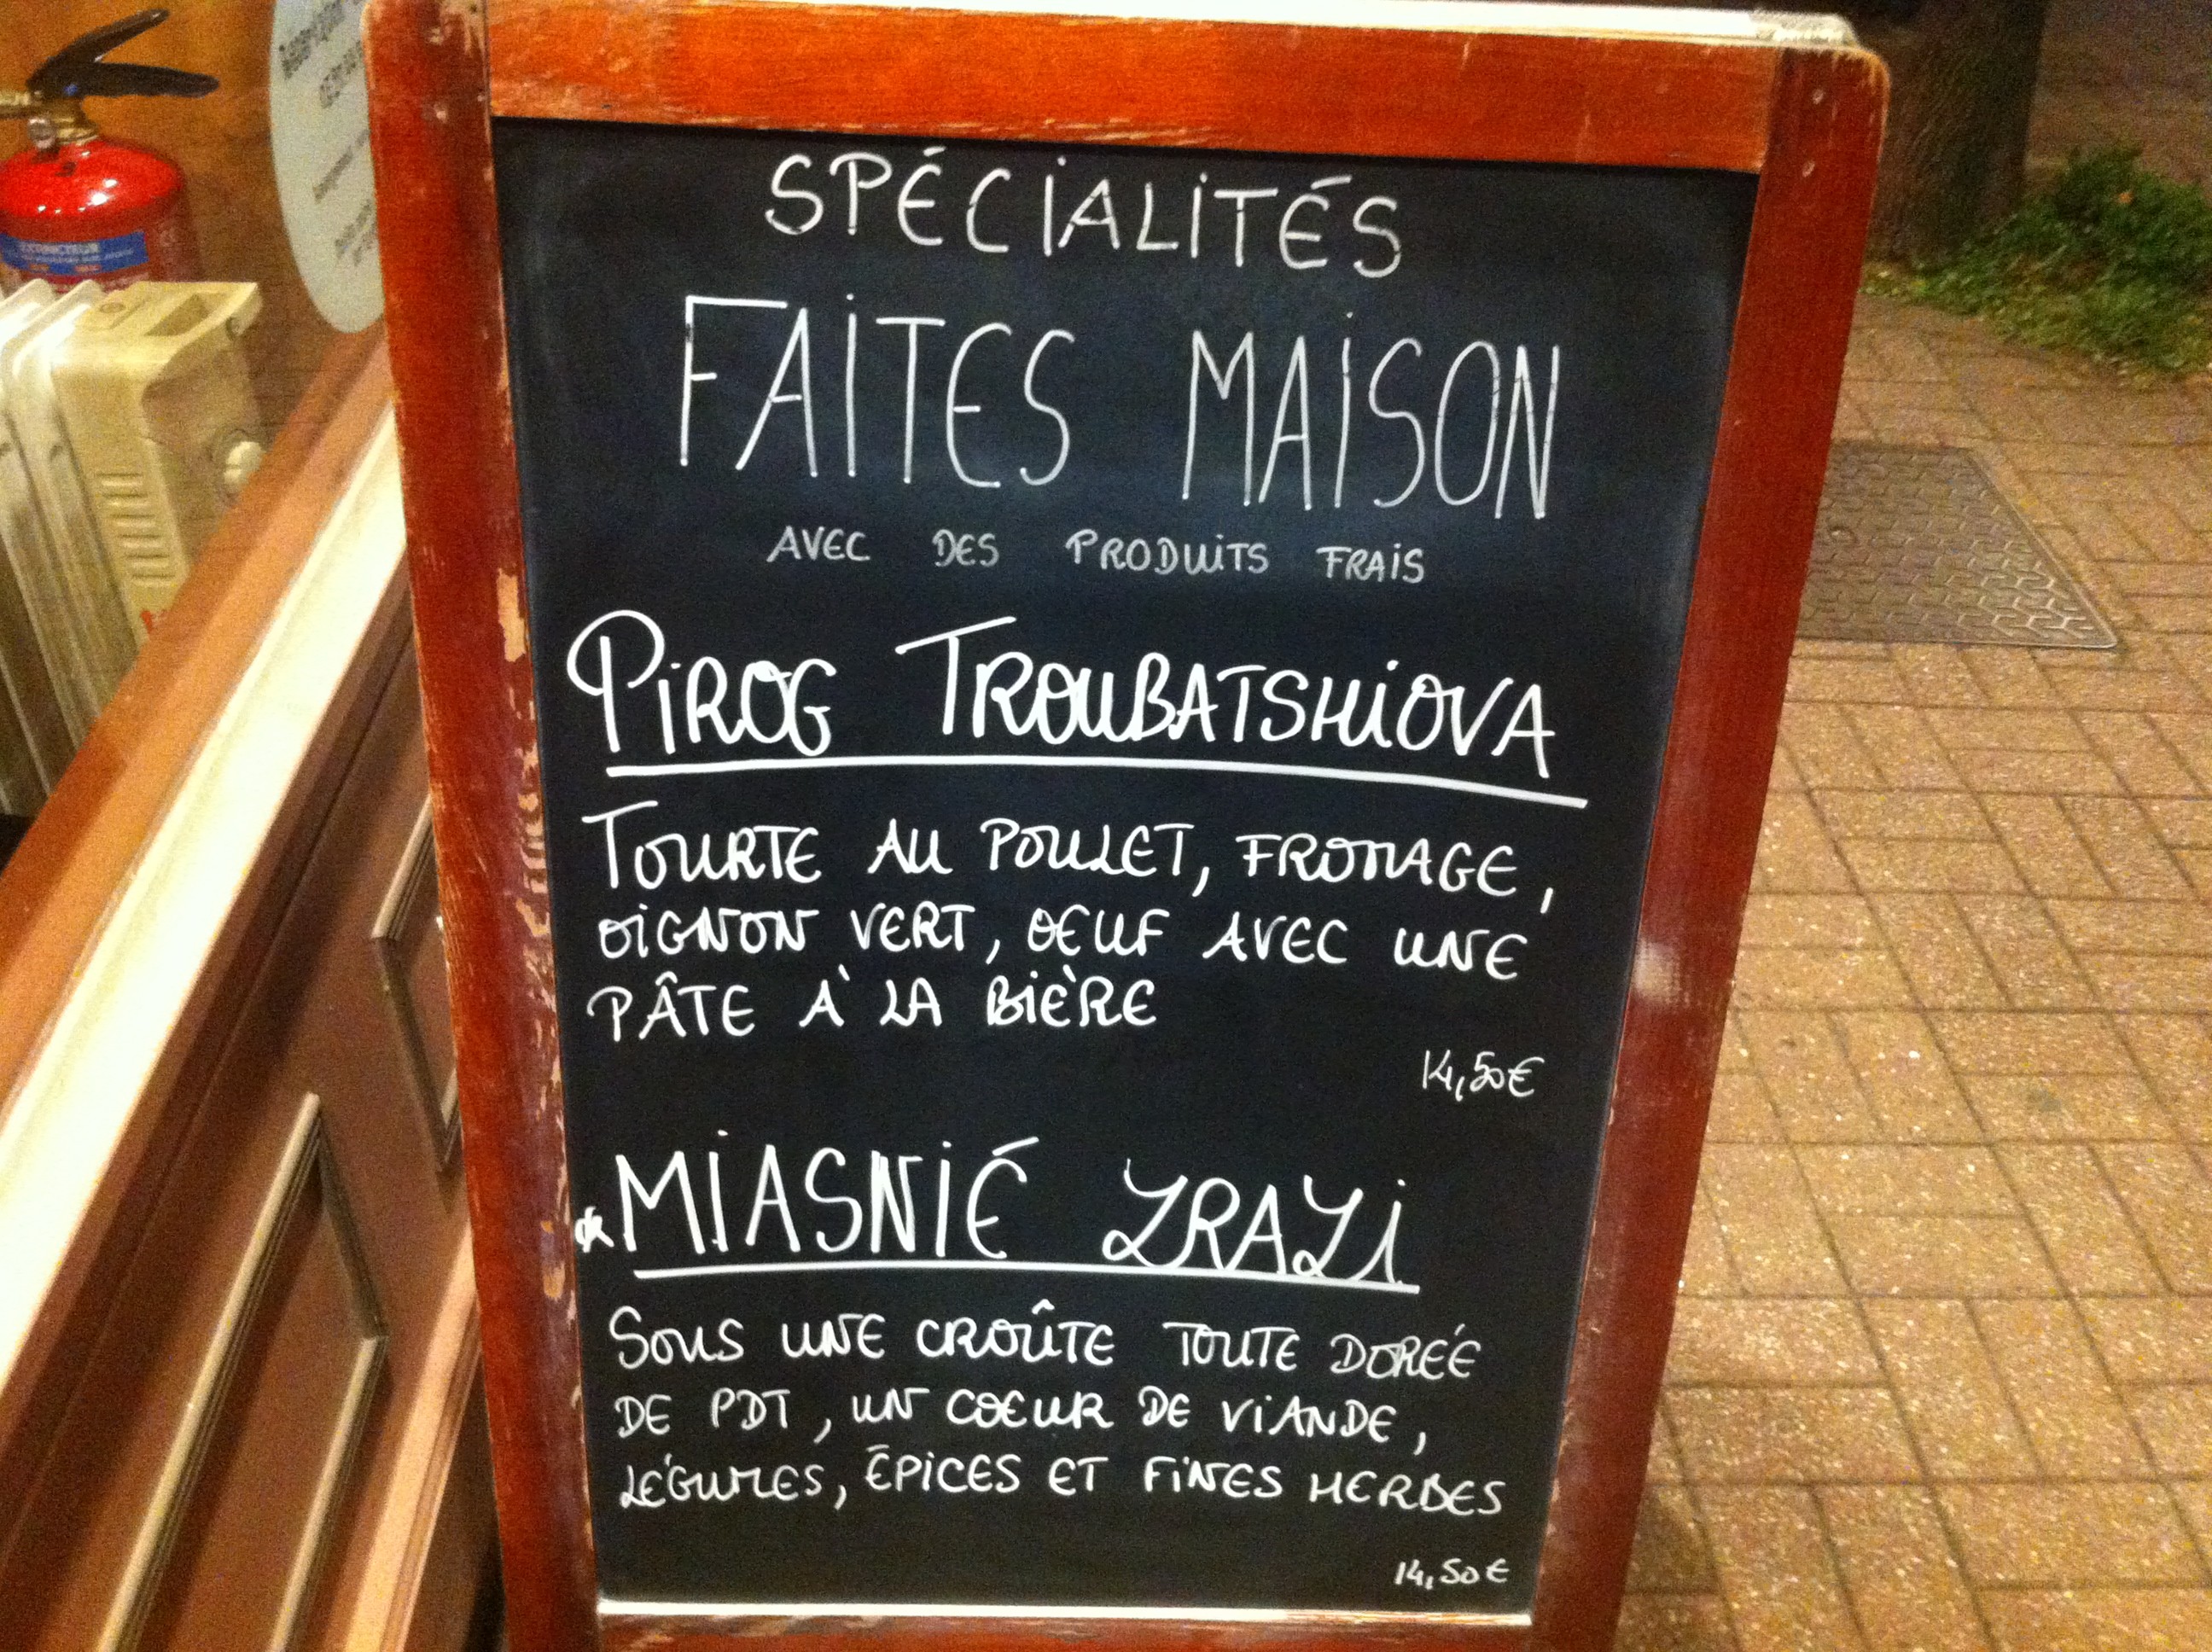 SPÉCIALITÉS
FAITES MAISON
AVEC DES PRODUITS FRAIS
PIROG TROUBATSHIOVA
TOURTE AU POULET, FROMAGE,
OIGNON VERT, OEUF AVEC UNE
PÂTE À LA BIÈRE
14,50€
MIASNIÉ ZRAZI
SOUS UNE CROÛTE TOUTE DORÉE
DE PDT, UN COEUR DE VIANDE,
LÉGUMES, ÉPICES ET FINES HERBES
14,50€
EXTINCTEUR